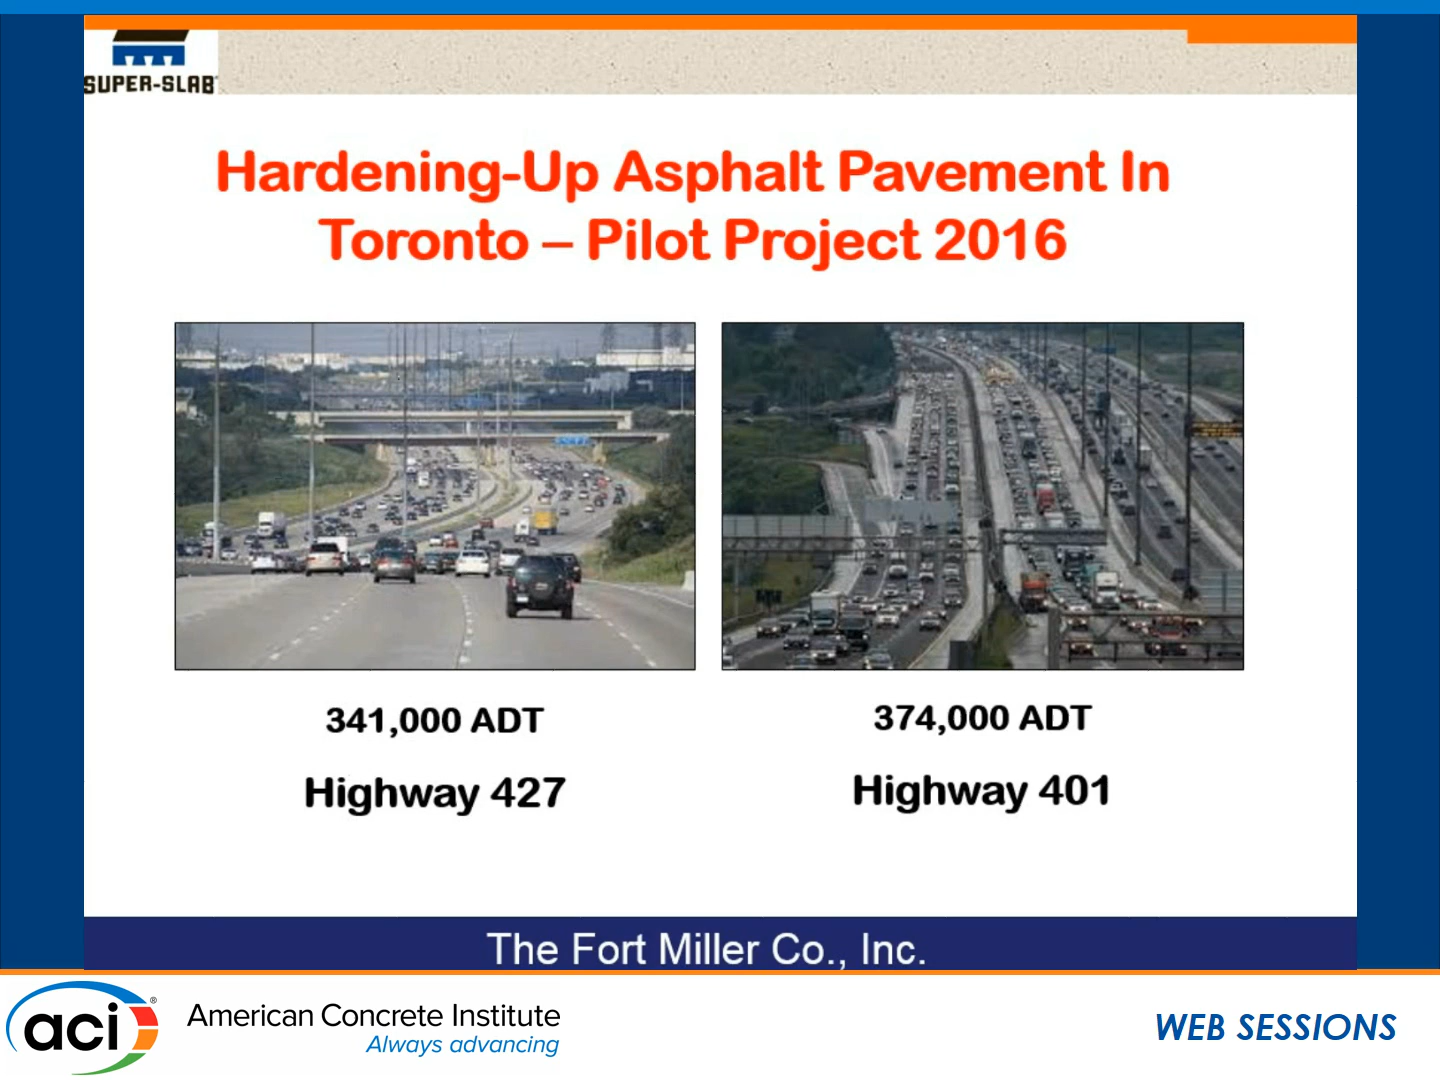 SUPER-SLAB
Hardening-Up Asphalt Pavement In
Toronto – Pilot Project 2016
341,000 ADT
374,000 ADT
Highway 427
Highway 401
The Fort Miller Co., Inc.
aci®
American Concrete Institute
Always advancing
WEB SESSIONS